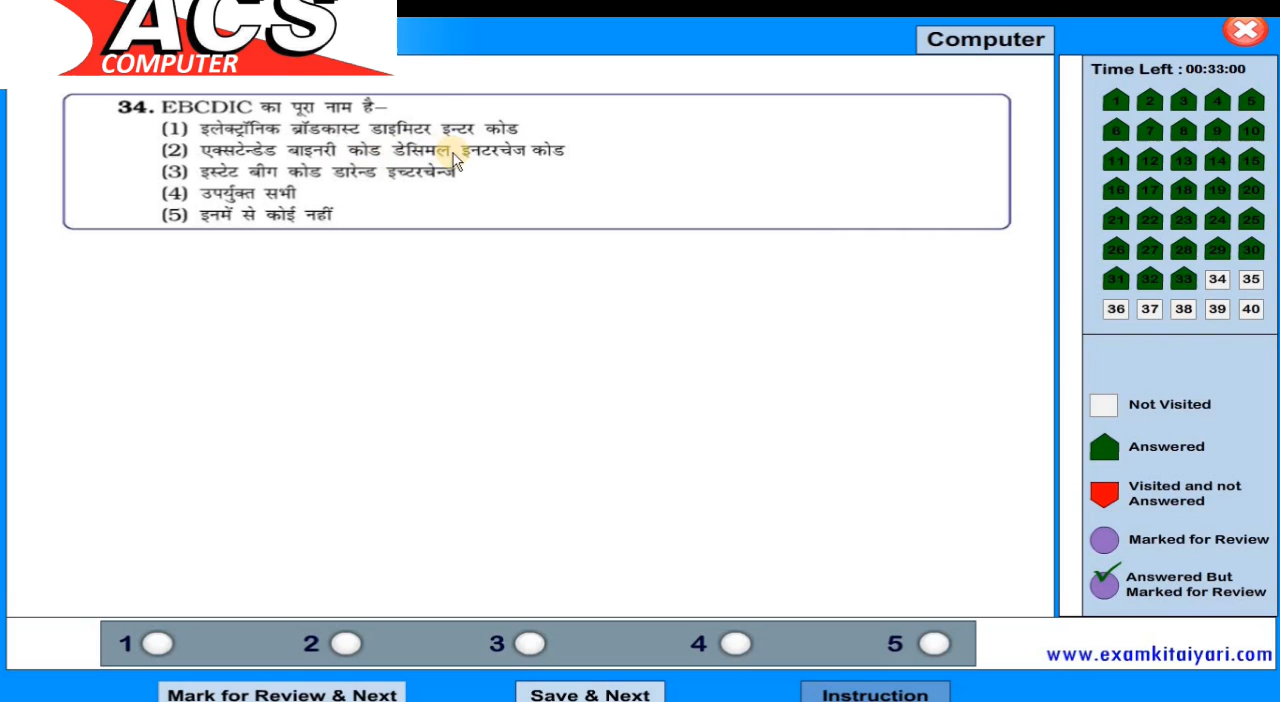 ACS
COMPUTER
Computer
Time Left : 00:33:00
34. EBCDIC का पूरा नाम है–
(1) इलेक्ट्रॉनिक ब्रॉडकास्ट डाइमिटर इन्टर कोड
(2) एक्सटेन्डेड बाइनरी कोड डेसिमल इनटरचेज कोड
(3) इस्टेट बीग कोड डारेन्ड इच्टरचेन्ज
(4) उपर्युक्त सभी
(5) इनमें से कोई नहीं
1 2 3 4 5
6 7 8 9 10
11 12 13 14 15
16 17 18 19 20
21 22 23 24 25
26 27 28 29 30
31 32 33 34 35
36 37 38 39 40
Not Visited
Answered
Visited and not
Answered
Marked for Review
Answered But
Marked for Review
1 2 3 4 5
www.examkitaiyari.com
Mark for Review & Next Save & Next Instruction